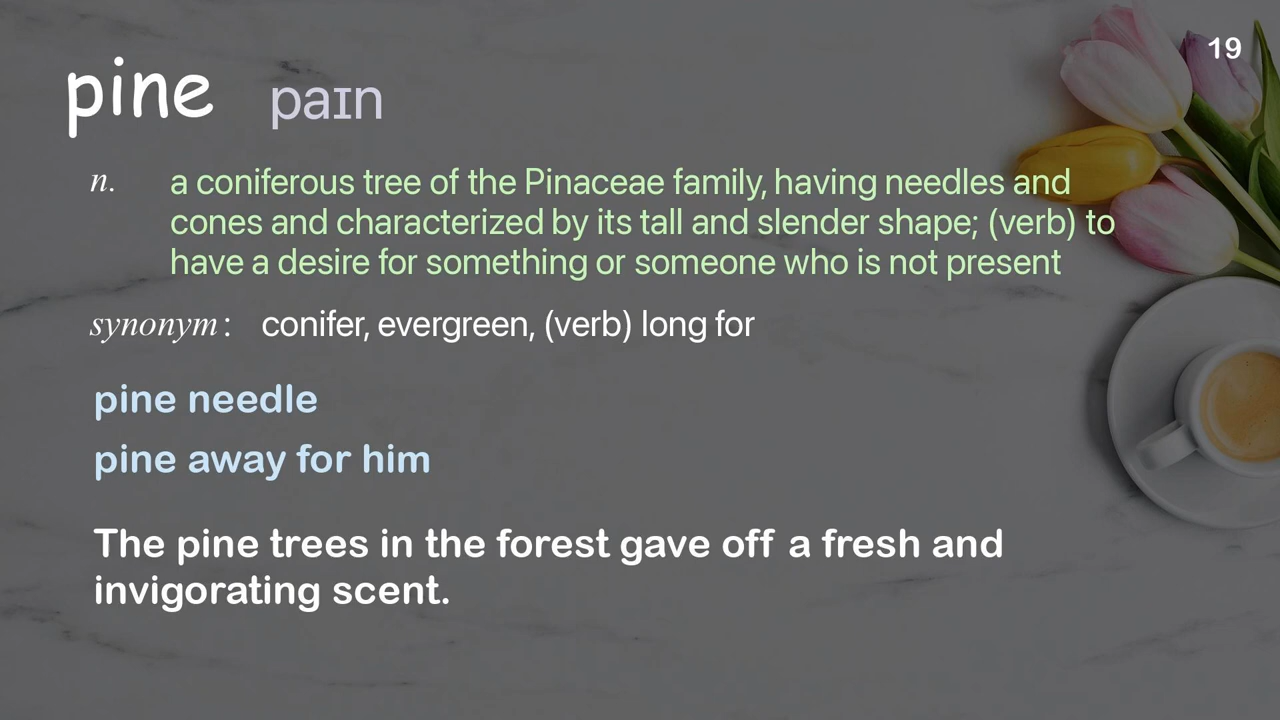 19
pine paɪn
n. a coniferous tree of the Pinaceae family, having needles and
cones and characterized by its tall and slender shape; (verb) to
have a desire for something or someone who is not present
synonym: conifer, evergreen, (verb) long for
pine needle
pine away for him
The pine trees in the forest gave off a fresh and
invigorating scent.